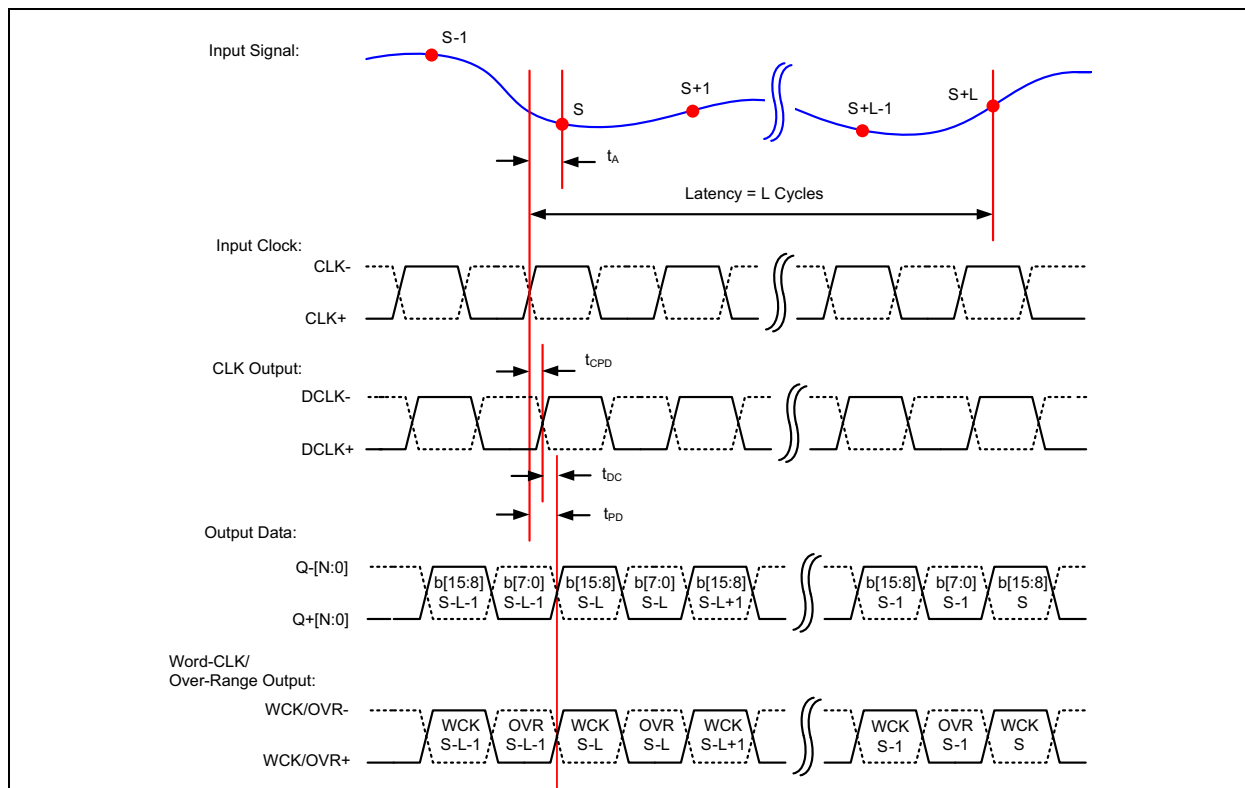 Input Signal:
S-1
S
S+1
S+L-1
S+L
tA
Latency = L Cycles
Input Clock:
CLK-
CLK+
tCPD
CLK Output:
DCLK-
DCLK+
tDC
tPD
Output Data:
Q-[N:0]
Q+[N:0]
b[15:8] b[7:0] b[15:8] b[7:0] b[15:8] b[15:8] b[7:0] b[15:8]
S-L-1 S-L-1 S-L S-L S-L+1 S-1 S-1 S
Word-CLK/
Over-Range Output:
WCK/OVR-
WCK/OVR+
WCK OVR WCK OVR WCK WCK OVR WCK
S-L-1 S-L-1 S-L S-L S-L+1 S-1 S-1 S